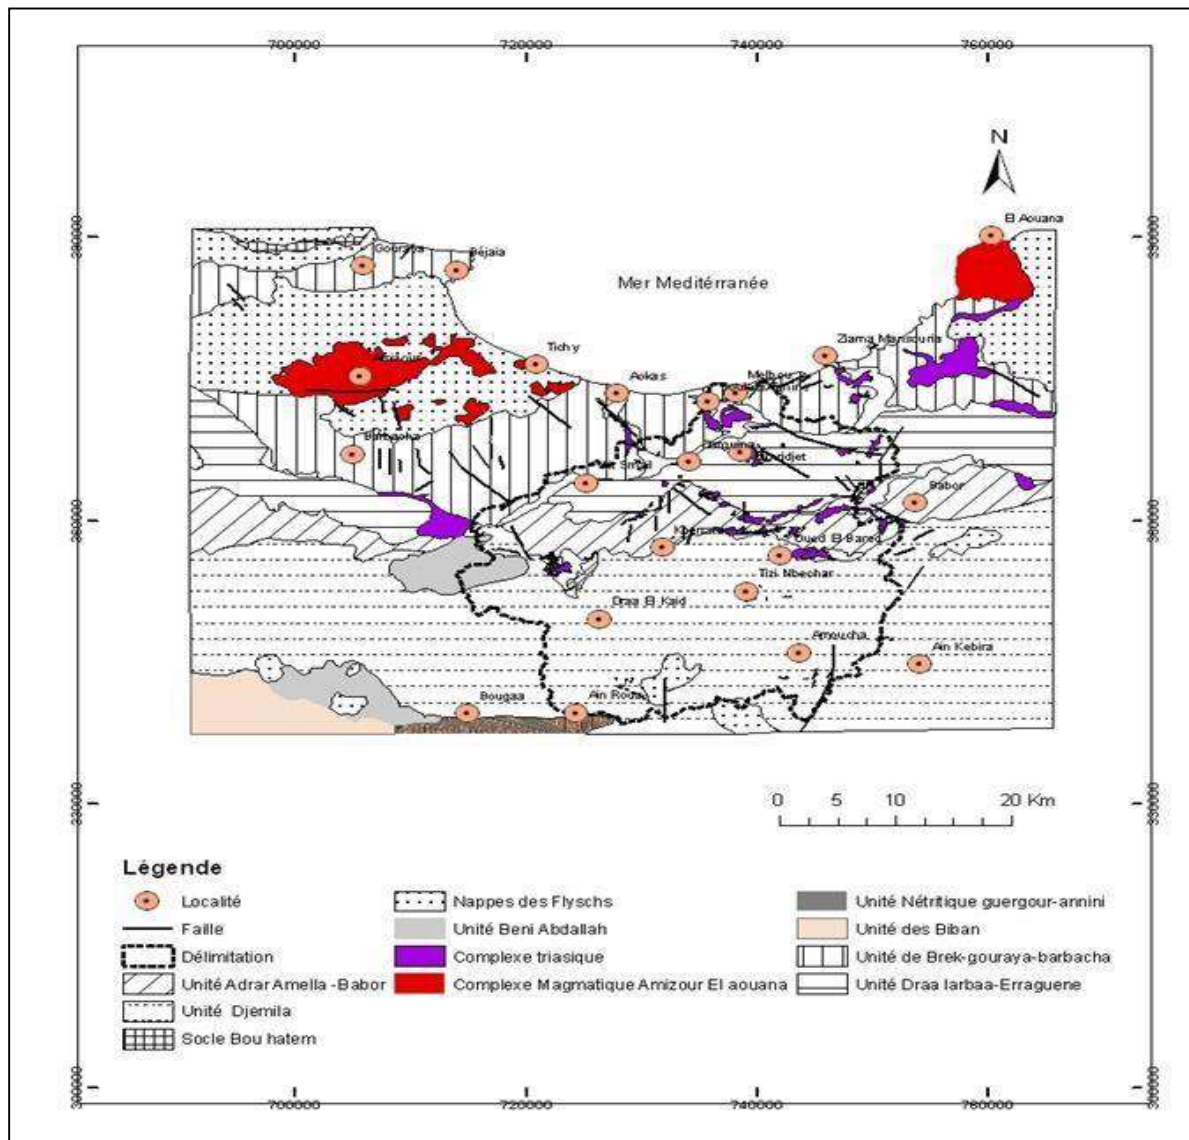 700000 720000 740000 760000
N
El Aouana
Gouraya
Béjaia
Mer Meditérranée
Ziama Mansouria
Tichy
Aokas
Melbou
Barbacha
Babor
Oued El Bared
Tizi Nbechar
Draa El Kaid
Amoucha
Ain Kebira
Bougaa
0 5 10 20 Km
Légende
Localité
Faille
Délimitation
Unité Adrar Amella -Babor
Unité Djemila
Socle Bou hatem
Nappes des Flyschs
Unité Beni Abdallah
Complexe triasique
Complexe Magmatique Amizour El aouana
Unité Nétritique guergour-annini
Unité des Biban
Unité de Brek-gouraya-barbacha
Unité Draa larbaa-Erraguene
700000 720000 740000 760000